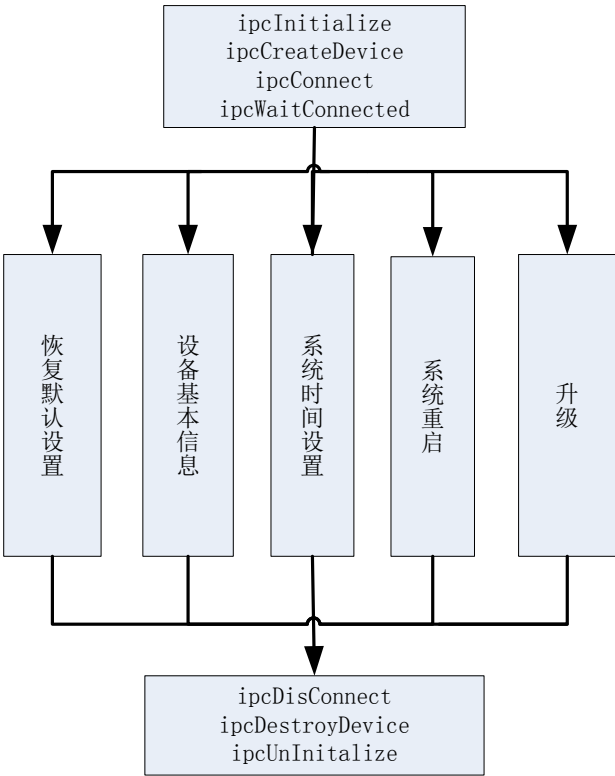 ipcInitialize
ipcCreateDevice
ipcConnect
ipcWaitConnected
恢复默认设置
设备基本信息
系统时间设置
系统重启
升级
ipcDisConnect
ipcDestroyDevice
ipcUnInitalize